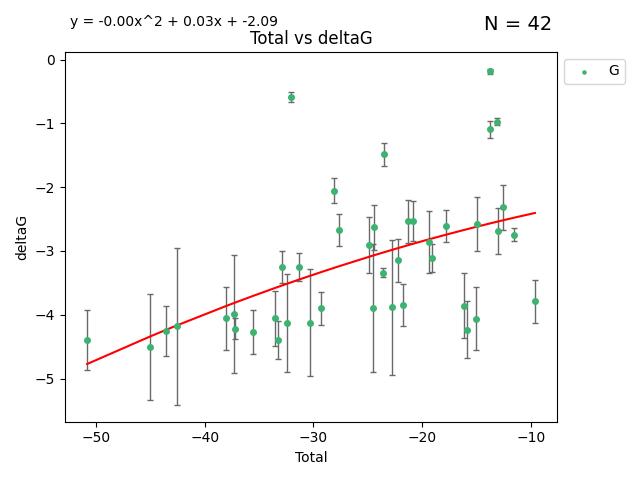 y = -0.00x^2 + 0.03x + -2.09
N = 42
Total vs deltaG
G
deltaG
0
−1
−2
−3
−4
−5
−50
−40
−30
−20
−10
Total